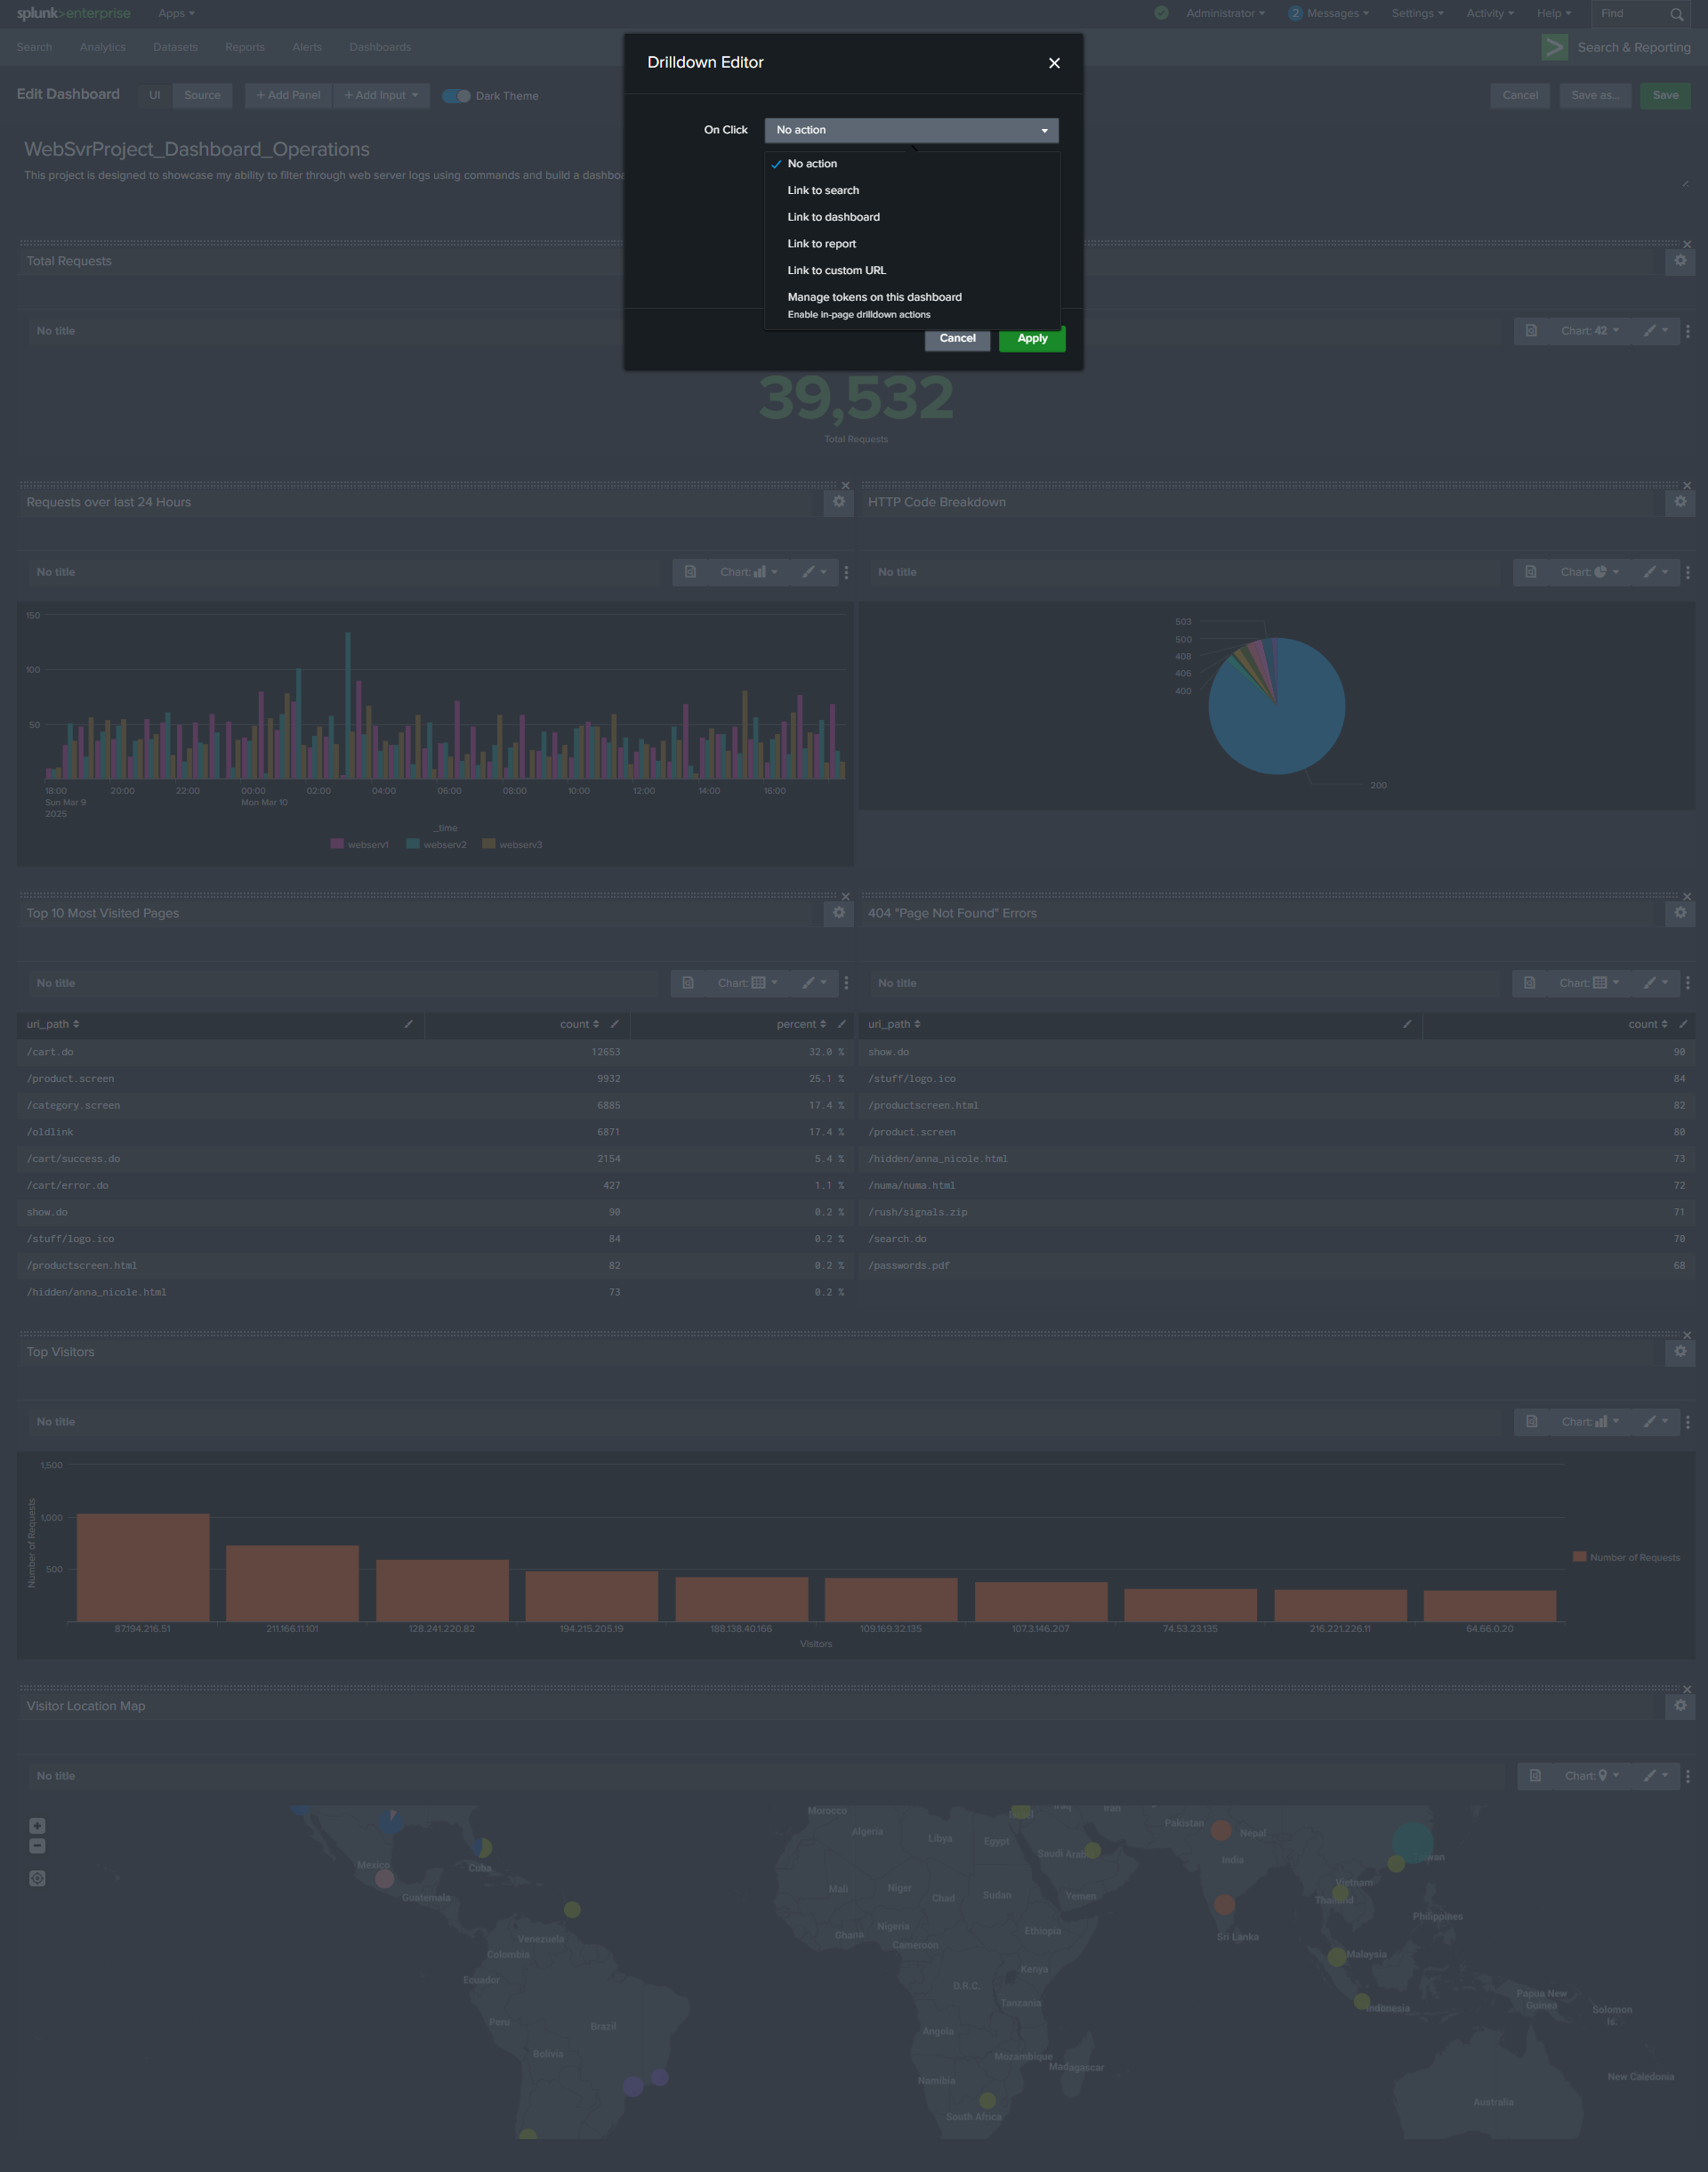 splunk>enterprise Apps Administrator 2 Messages Settings Activity Help Find
Search Analytics Datasets Reports Alerts Dashboards > Search & Reporting
Edit Dashboard UI Source + Add Panel + Add Input Dark Theme Cancel Save as... Save
WebSvrProject_Dashboard_Operations
This project is designed to showcase my ability to filter through web server logs using commands and build a
Drilldown Editor
On Click No action
No action
Link to search
Link to dashboard
Link to report
Link to custom URL
Manage tokens on this dashboard
Enable in-page drilldown actions
Cancel Apply
Total Requests
No title Chart: 42
39,532
Total Requests
Requests over last 24 Hours
No title Chart:
150
100
50
18:00 20:00 22:00 00:00 02:00 04:00 06:00 08:00 10:00 12:00 14:00 16:00
Sun Mar 9 Mon Mar 10
2025
_time
webserv1 webserv2 webserv3
HTTP Code Breakdown
No title Chart:
503
500
408
406
400
200
Top 10 Most Visited Pages
No title Chart:
uri_path count percent
/cart.do 12653 32.0 %
/product.screen 9932 25.1 %
/category.screen 6885 17.4 %
/oldlink 6871 17.4 %
/cart/success.do 2154 5.4 %
/cart/error.do 427 1.1 %
show.do 90 0.2 %
/stuff/logo.ico 84 0.2 %
/productscreen.html 82 0.2 %
/hidden/anna_nicole.html 73 0.2 %
404 "Page Not Found" Errors
No title Chart:
uri_path count
show.do 90
/stuff/logo.ico 84
/productscreen.html 82
/product.screen 80
/hidden/anna_nicole.html 73
/numa/numa.html 72
/rush/signals.zip 71
/search.do 70
/passwords.pdf 68
Top Visitors
No title Chart:
1,500
1,000
500
Number of Requests
87.194.216.51 211.166.11.101 128.241.220.82 194.215.205.19 188.138.40.166 109.169.32.135 107.3.146.207 74.53.23.135 216.221.226.11 64.66.0.20
Visitors
Number of Requests
Visitor Location Map
No title Chart:
+
−
Morocco
Algeria
Libya
Egypt
Iran
Pakistan
Nepal
Saudi
India
Mexico
Cuba
Guatemala
Mali
Niger
Chad
Sudan
Yemen
Vietnam
Thailand
Philippines
Nigeria
Ghana
Cameroon
Ethiopia
Sri Lanka
Venezuela
Colombia
Malaysia
Ecuador
Kenya
D.R.C.
Tanzania
Indonesia
Papua New
Guinea
Solomon
Is.
Peru
Brazil
Angola
Bolivia
Mozambique
Madagascar
Namibia
New Caledonia
Australia
South Africa